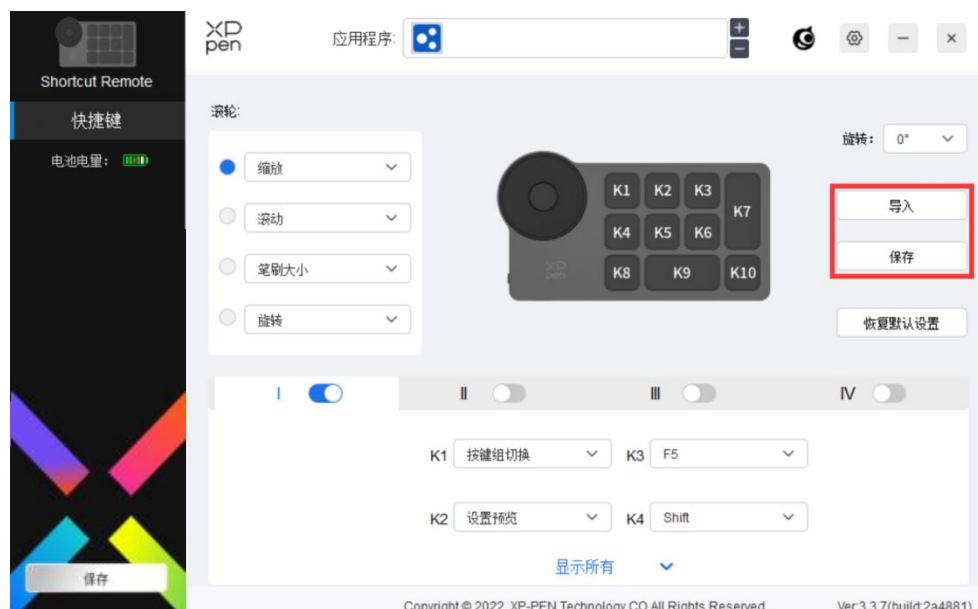 XP
pen
应用程序:
Shortcut Remote
快捷键
电池电量：
滚轮:
缩放
滚动
笔刷大小
旋转
K1 K2 K3
K7
K4 K5 K6
K8 K9 K10
XP
pen
旋转： 0°
导入
保存
恢复默认设置
I II III IV
K1 按键组切换 K3 F5
K2 设置预览 K4 Shift
显示所有
保存
Copyright © 2022 XP-PEN Technology CO.All Rights Reserved. Ver:3.3.7(build:2a4881)